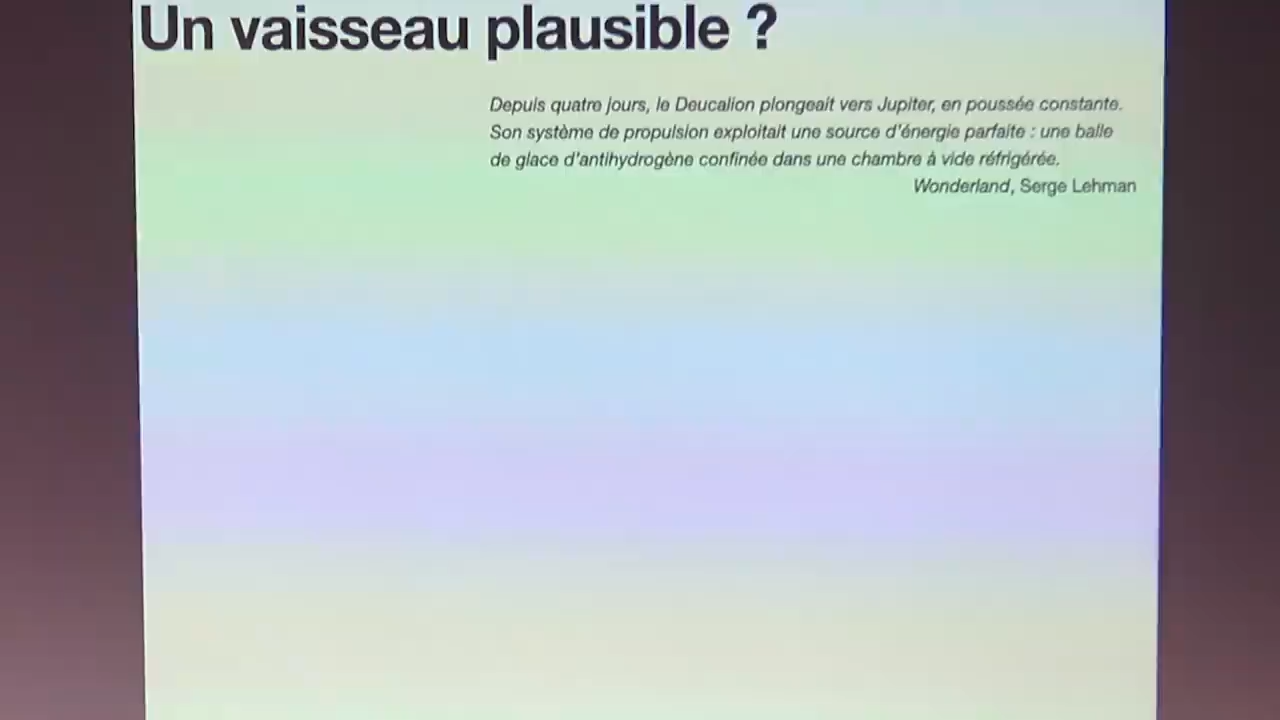 Un vaisseau plausible ?
Depuis quatre jours, le Deucalion plongeait vers Jupiter, en poussée constante.
Son système de propulsion exploitait une source d'énergie parfaite : une balle
de glace d'antihydrogène confinée dans une chambre à vide réfrigérée.
Wonderland, Serge Lehman